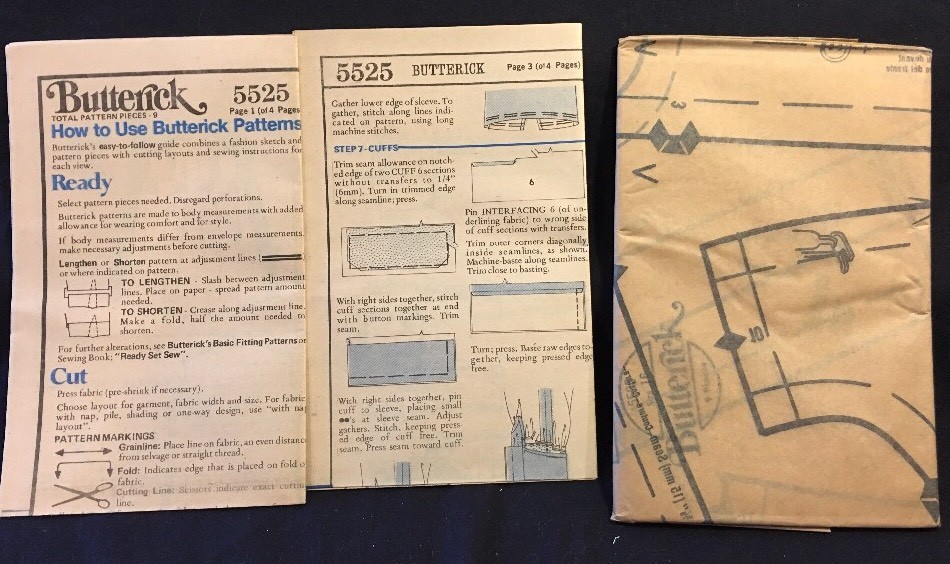 Butterick
5525
TOTAL PATTERN PIECES - 9
Page 1 (of 4 Pages
How to Use Butterick Patterns
Butterick's easy-to-follow guide combines a fashion sketch and
pattern pieces with cutting layouts and sewing instructions for
each view.
Ready
Select pattern pieces needed. Disregard perforations.
Butterick patterns are made to body measurements with added
allowance for wearing comfort and for style.
If body measurements differ from envelope measurements,
make necessary adjustments before cutting.
Lengthen or Shorten pattern at adjustment lines
or where indicated on pattern.
TO LENGTHEN - Slash between adjustment
lines. Place on paper - spread pattern amount
needed.
TO SHORTEN - Crease along adjustment line.
Make a fold, half the amount needed to
shorten.
For further alterations, see Butterick's Basic Fitting Patterns or
Sewing Book; "Ready Set Sew".
Cut
Press fabric (pre-shrink if necessary).
Choose layout for garment, fabric width and size. For fabric
with nap, pile, shading or one-way design, use "with nap
layout".
PATTERN MARKINGS
Grainline: Place line on fabric, an even distance
from selvage or straight thread.
Fold: Indicates edge that is placed on fold of
fabric.
Cutting Line: Scissors indicate exact cutting
line.
5525 BUTTERICK Page 3 (of 4 Pages)
Gather lower edge of sleeve. To
gather, stitch along lines indi-
cated on pattern, using long
machine stitches.
STEP 7 - CUFFS
Trim seam allowance on notch-
ed edge of two CUFF 6 sections
without transfers to 1/4"
(6mm). Turn in trimmed edge
along seamline; press.
With right sides together, stitch
cuff sections together at end
with button markings. Trim
seam.
With right sides together, pin
cuff to sleeve, placing small
●●'s at sleeve seam. Adjust
gathers. Stitch, keeping press-
ed edge of cuff free. Trim
seam. Press seam toward cuff.
6
Pin INTERFACING 6 (of un-
derlining fabric) to wrong side
of cuff sections with transfers.
Trim outer corners diagonally
inside seamlines, as shown.
Machine-baste along seamlines.
Trim close to basting.
Turn; press. Baste raw edges to-
gether, keeping pressed edge
free.
3
10
Butterick